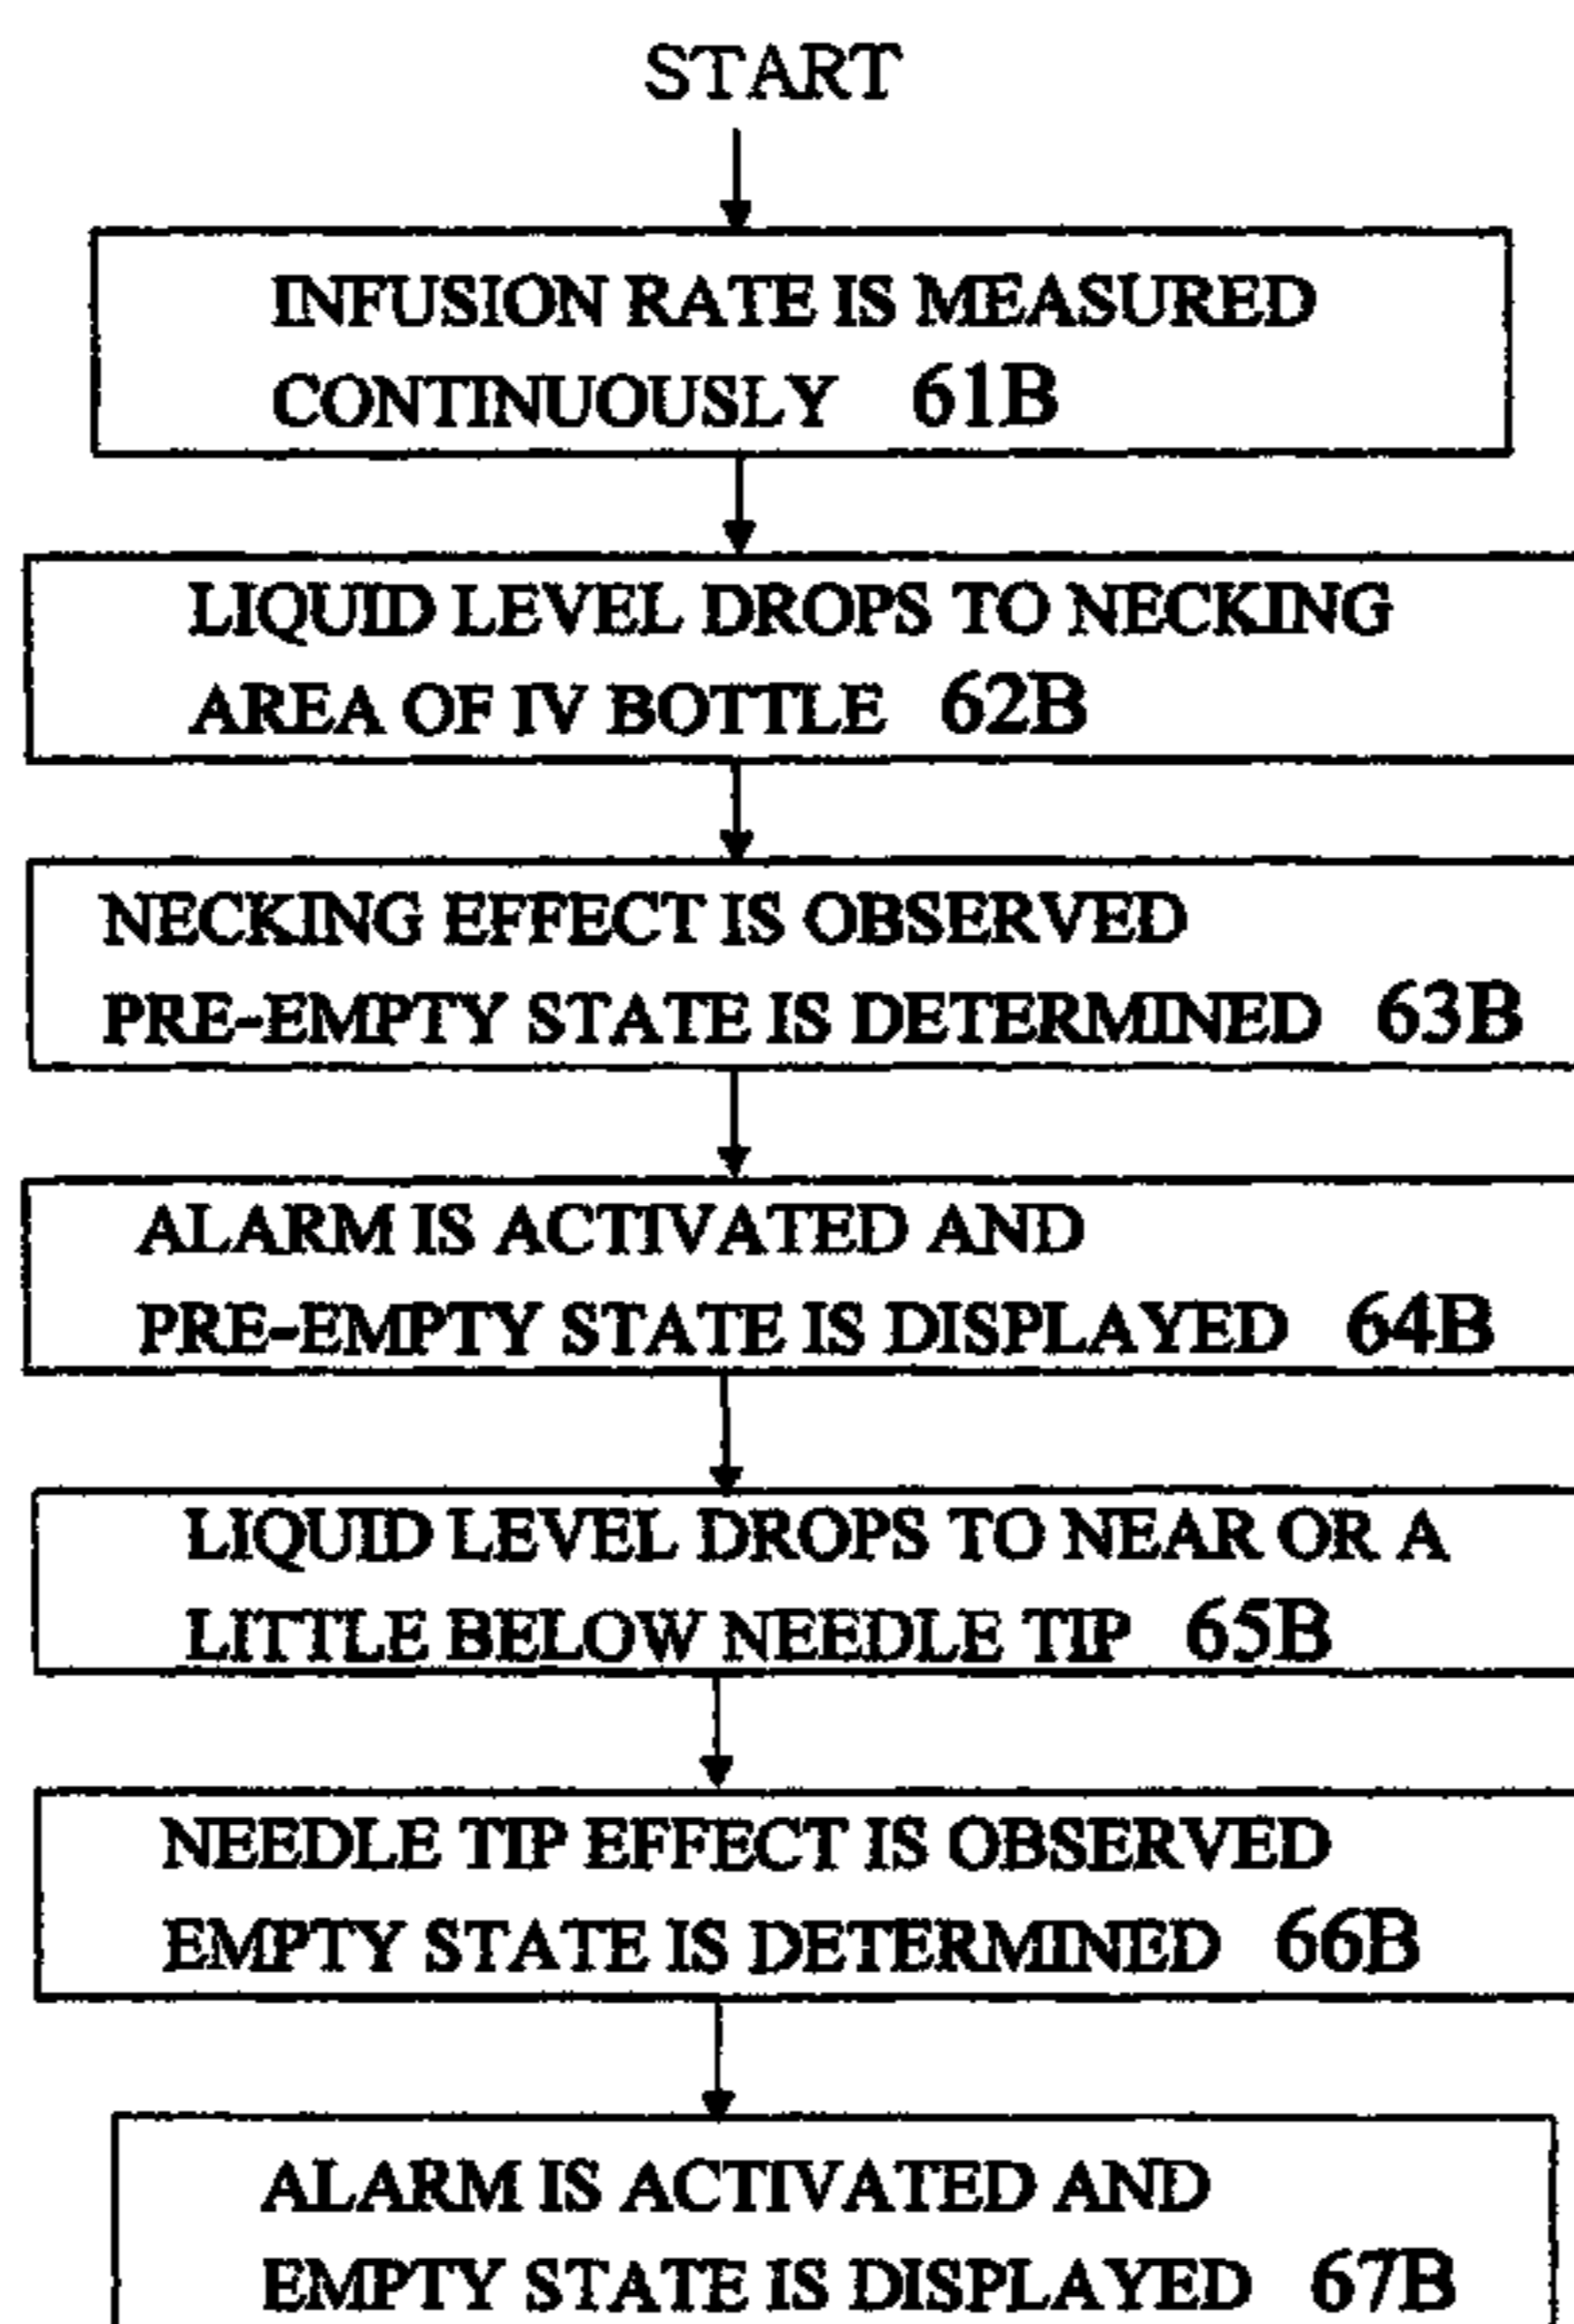 START
INFUSION RATE IS MEASURED
CONTINUOUSLY 61B
LIQUID LEVEL DROPS TO NECKING
AREA OF IV BOTTLE 62B
NECKING EFFECT IS OBSERVED
PRE-EMPTY STATE IS DETERMINED 63B
ALARM IS ACTIVATED AND
PRE-EMPTY STATE IS DISPLAYED 64B
LIQUID LEVEL DROPS TO NEAR OR A
LITTLE BELOW NEEDLE TIP 65B
NEEDLE TIP EFFECT IS OBSERVED
EMPTY STATE IS DETERMINED 66B
ALARM IS ACTIVATED AND
EMPTY STATE IS DISPLAYED 67B